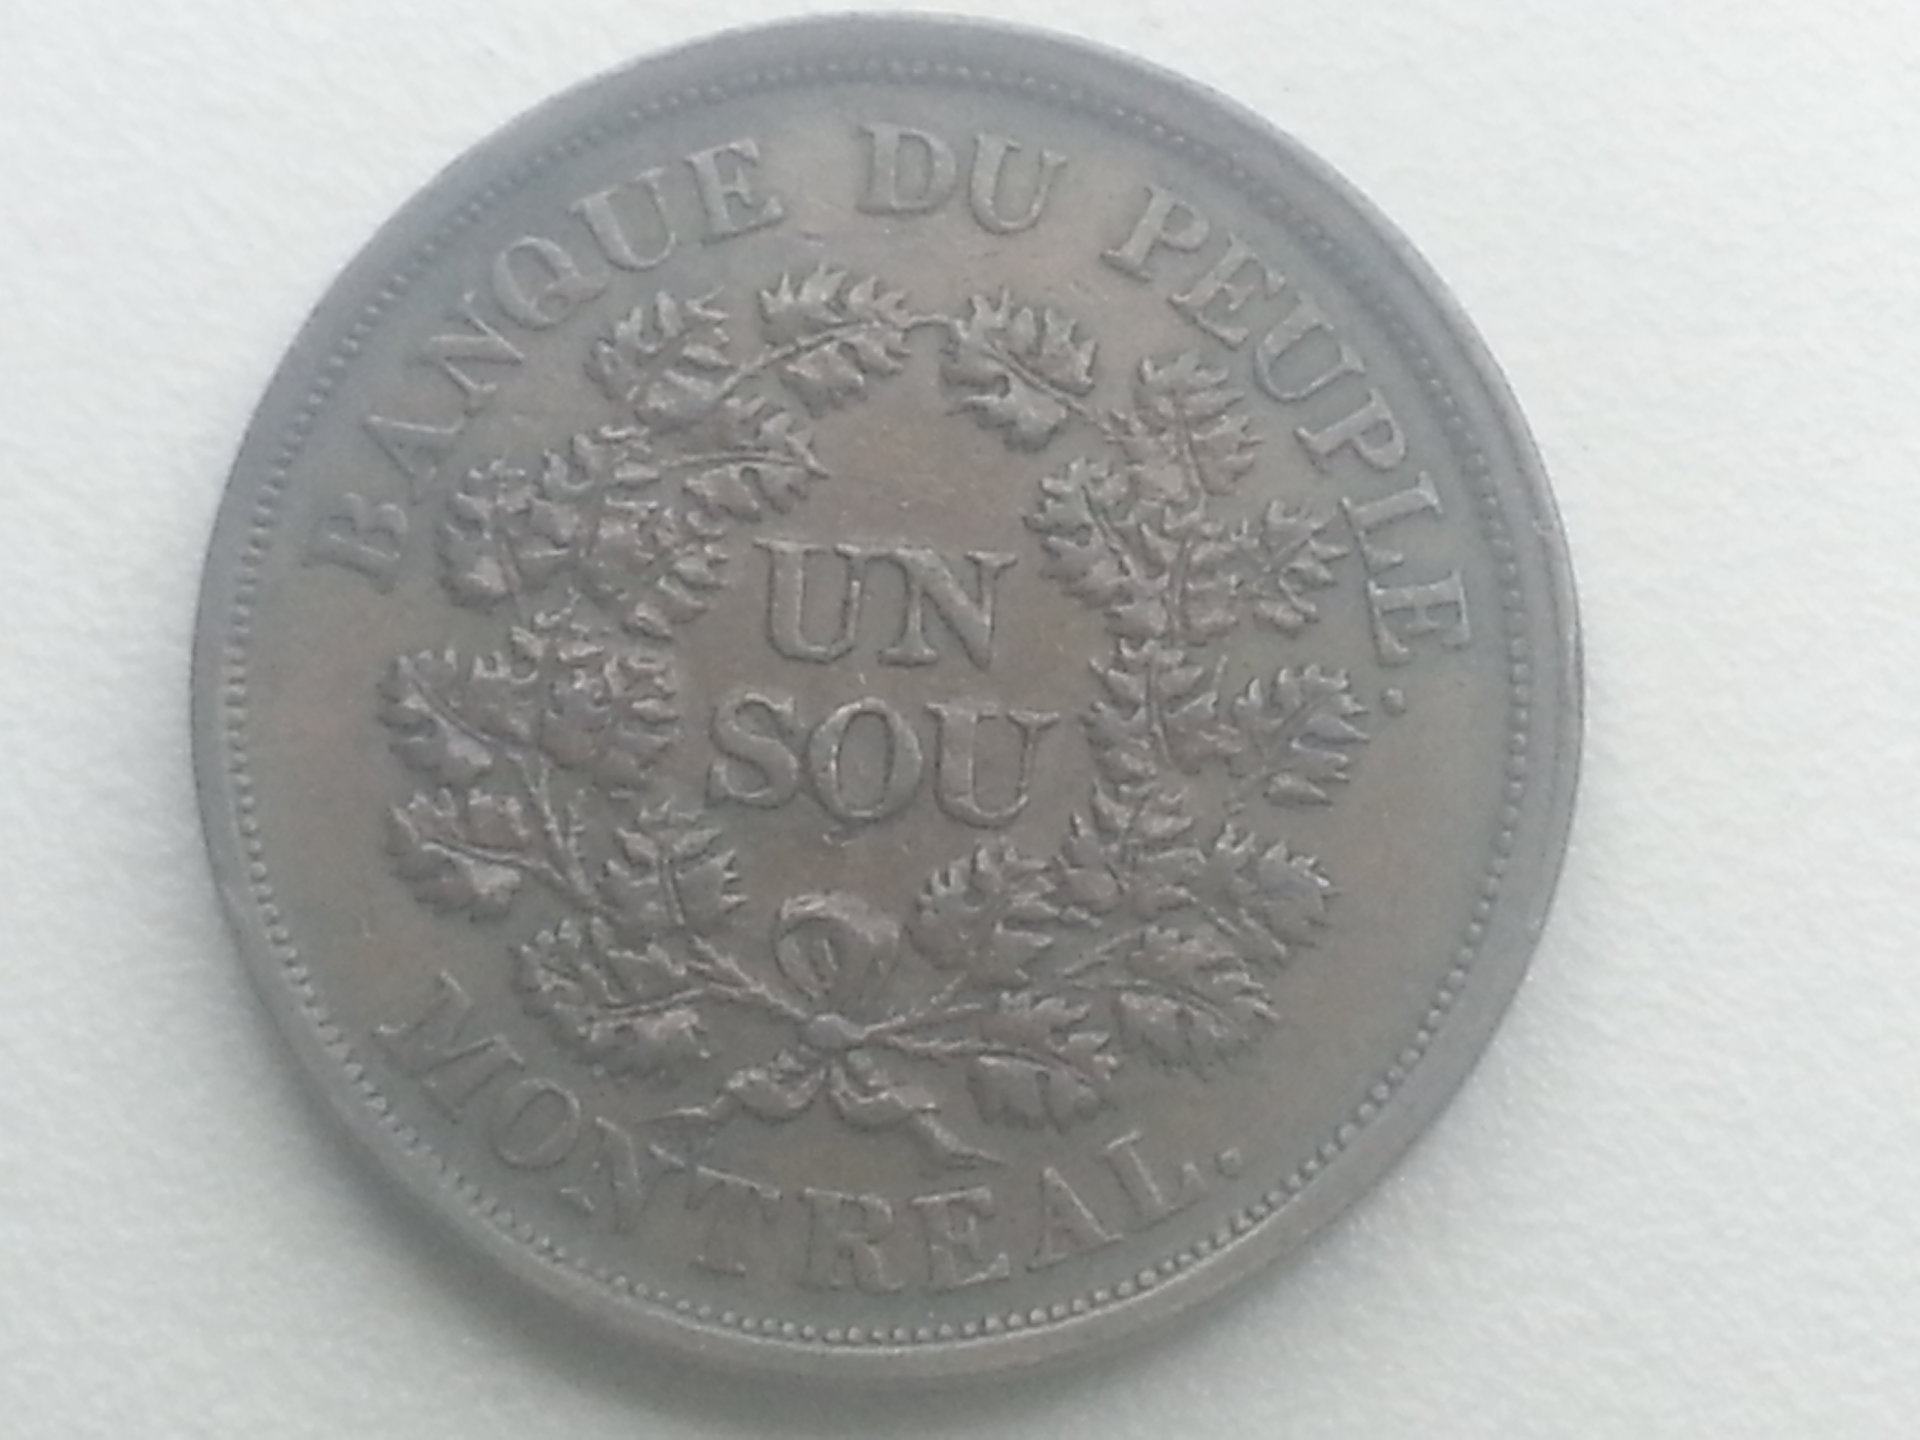 BANQUE DU PEUPLE.
UN
SOU
MONTREAL.